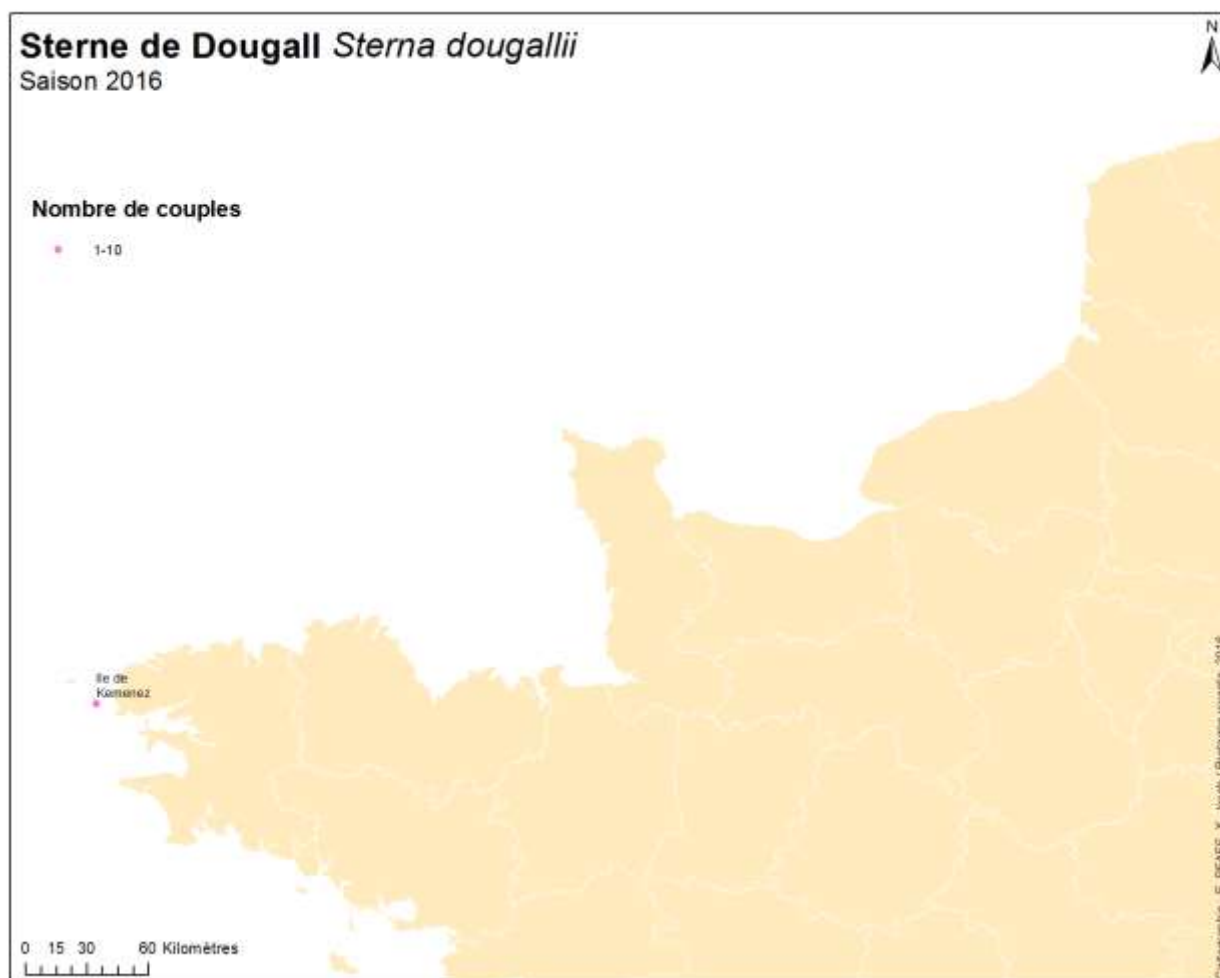 Sterne de Dougall Sterna dougallii
Saison 2016
N
Nombre de couples
1-10
Ile de
Kemenez
0 15 30 60 Kilomètres